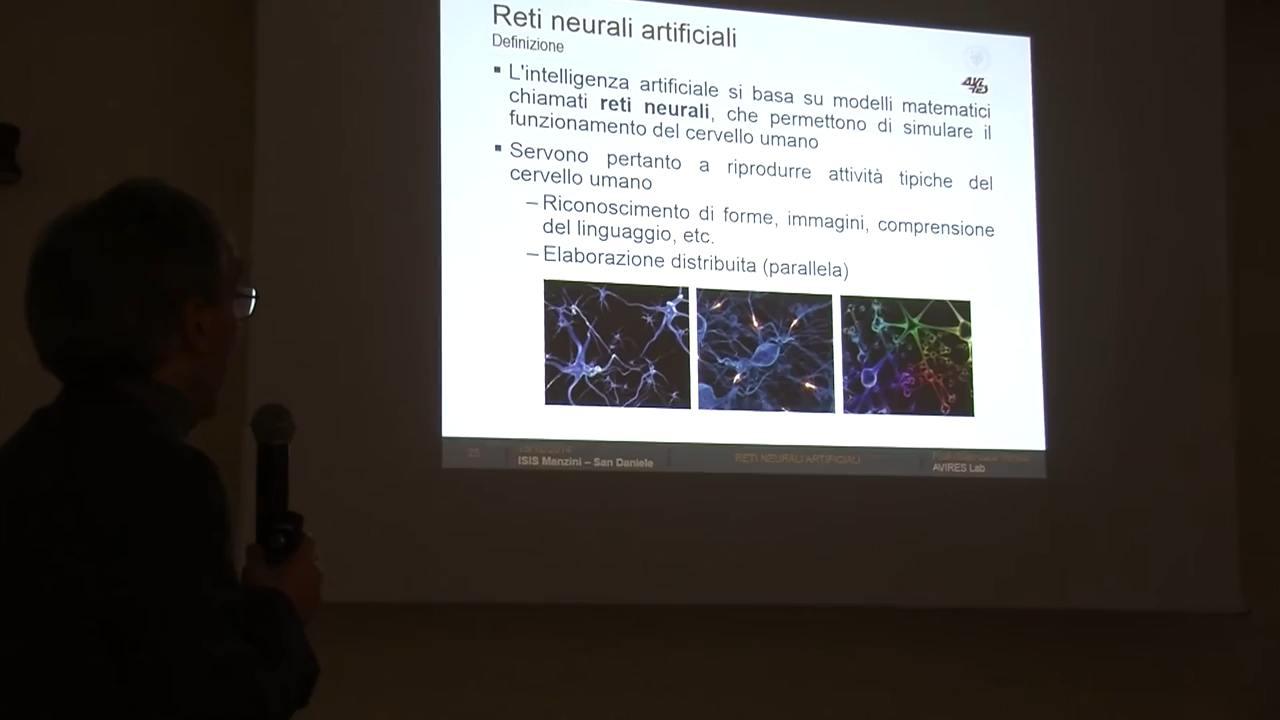 Reti neurali artificiali
Definizione
L'intelligenza artificiale si basa su modelli matematici
chiamati reti neurali, che permettono di simulare il
funzionamento del cervello umano
Servono pertanto a riprodurre attività tipiche del
cervello umano
–Riconoscimento di forme, immagini, comprensione
del linguaggio, etc.
–Elaborazione distribuita (parallela)
ISIS Manzini – San Daniele
RETI NEURALI ARTIFICIALI
AVIRES Lab